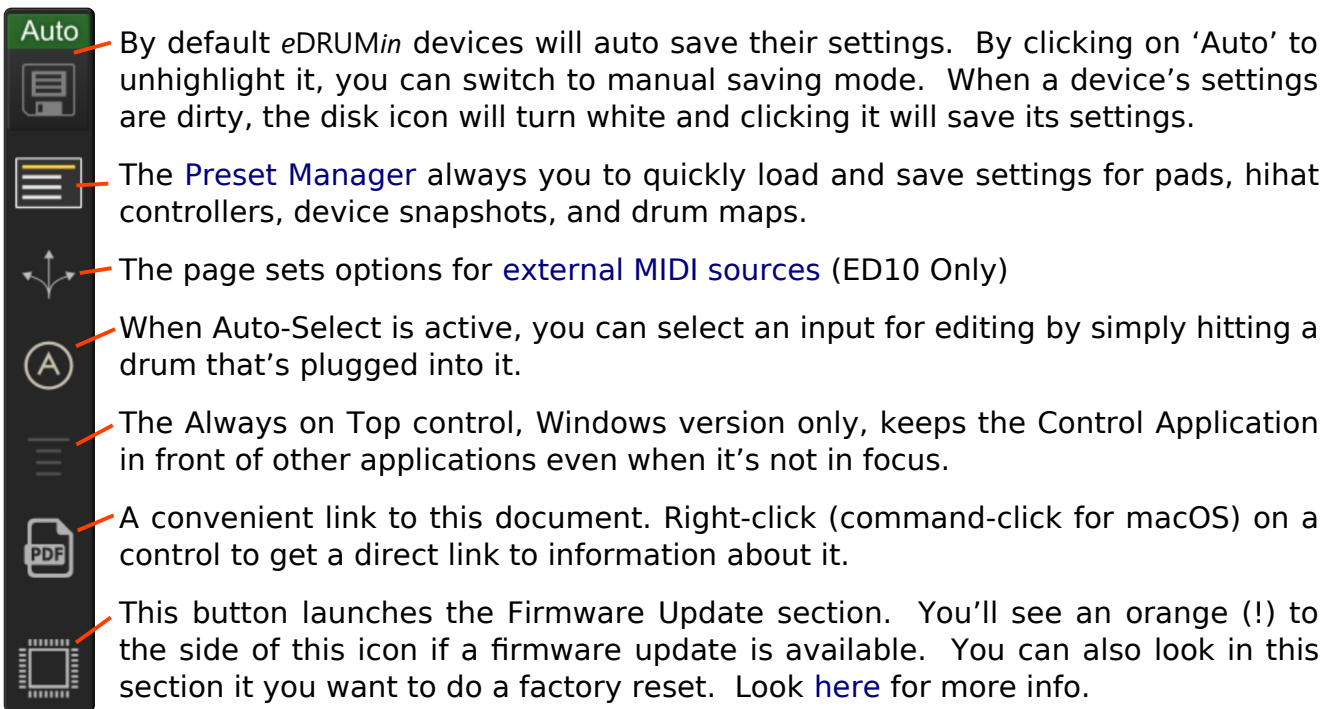 Auto
By default eDRUMin devices will auto save their settings. By clicking on ‘Auto’ to
unhighlight it, you can switch to manual saving mode. When a device’s settings
are dirty, the disk icon will turn white and clicking it will save its settings.
The Preset Manager always you to quickly load and save settings for pads, hihat
controllers, device snapshots, and drum maps.
The page sets options for external MIDI sources (ED10 Only)
When Auto-Select is active, you can select an input for editing by simply hitting a
drum that’s plugged into it.
A
The Always on Top control, Windows version only, keeps the Control Application
in front of other applications even when it’s not in focus.
A convenient link to this document. Right-click (command-click for macOS) on a
control to get a direct link to information about it.
PDF
This button launches the Firmware Update section. You’ll see an orange (!) to
the side of this icon if a firmware update is available. You can also look in this
section it you want to do a factory reset. Look here for more info.